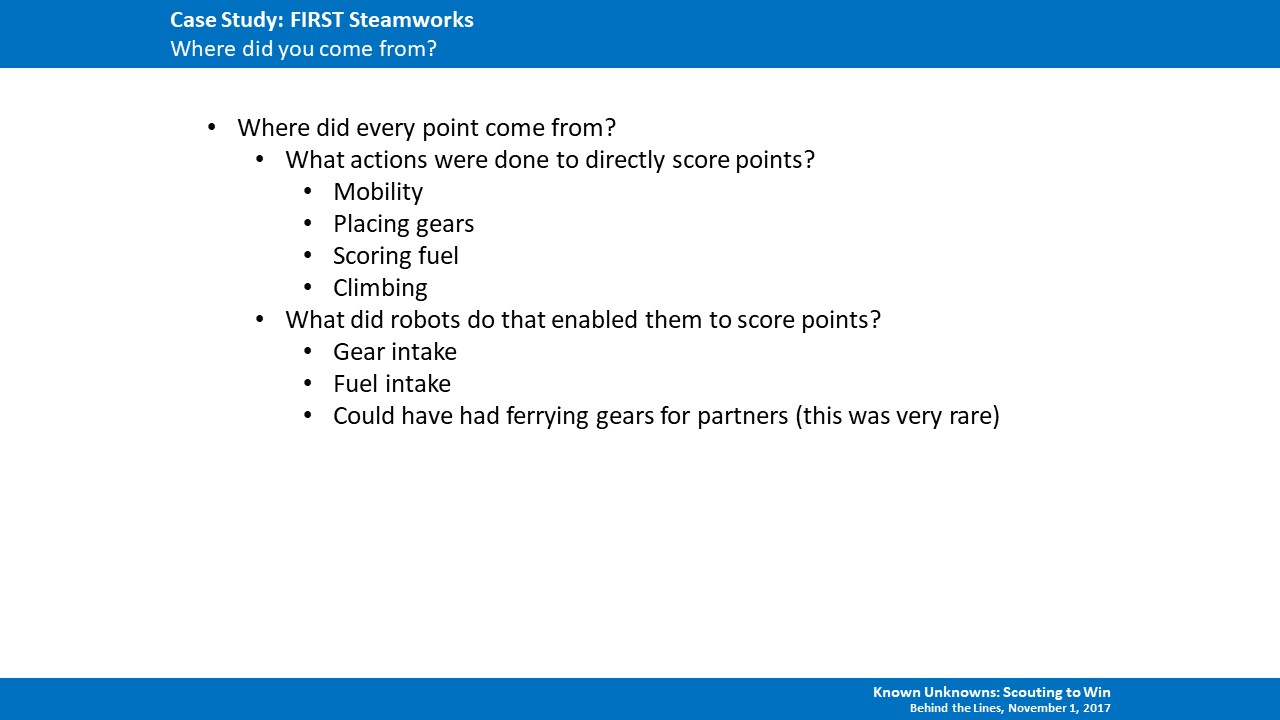 Case Study: FIRST Steamworks
Where did you come from?
• Where did every point come from?
• What actions were done to directly score points?
• Mobility
• Placing gears
• Scoring fuel
• Climbing
• What did robots do that enabled them to score points?
• Gear intake
• Fuel intake
• Could have had ferrying gears for partners (this was very rare)
Known Unknowns: Scouting to Win
Behind the Lines, November 1, 2017